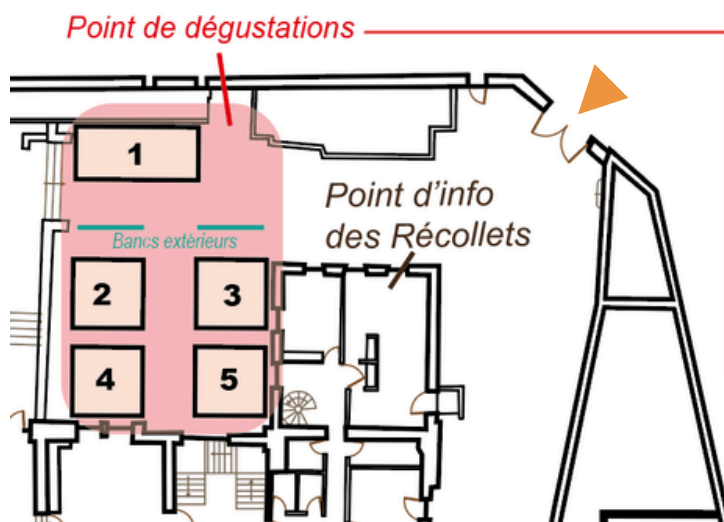 Point de dégustations
1
Point d’info
des Récollets
Bancs extérieurs
2
3
4
5